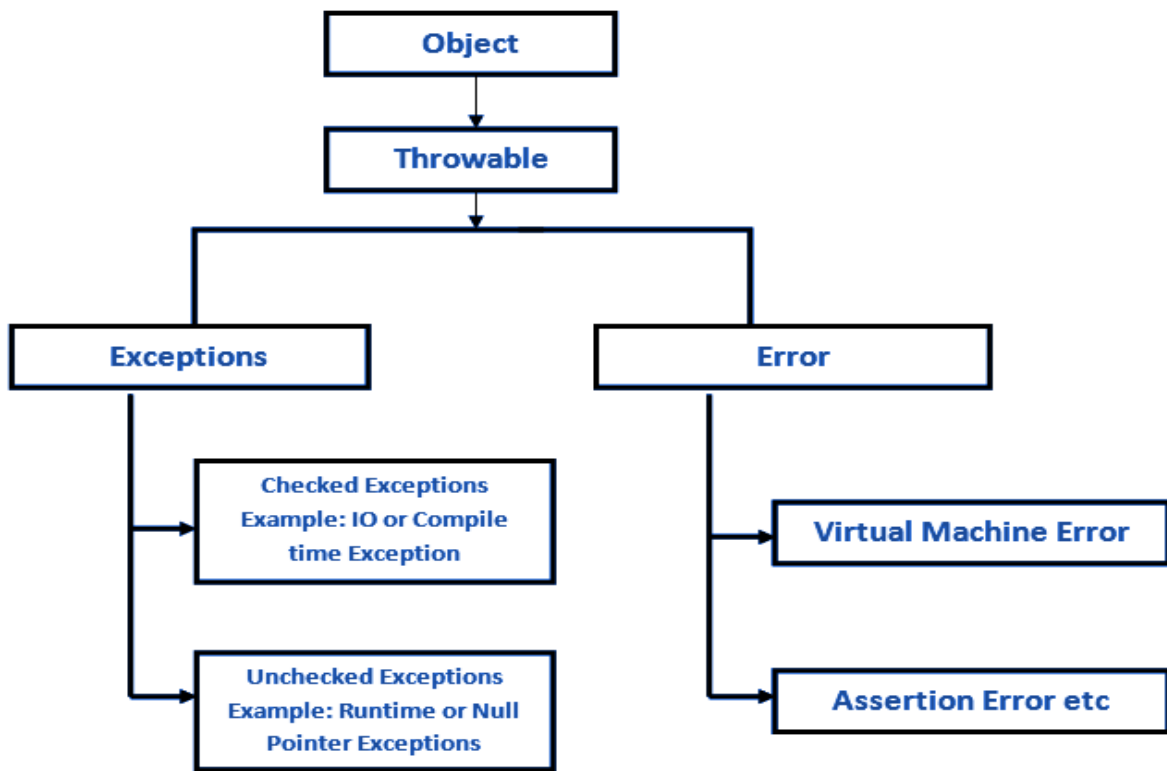 Object
Throwable
Exceptions
Error
Checked Exceptions
Example: IO or Compile
time Exception
Virtual Machine Error
Unchecked Exceptions
Example: Runtime or Null
Pointer Exceptions
Assertion Error etc